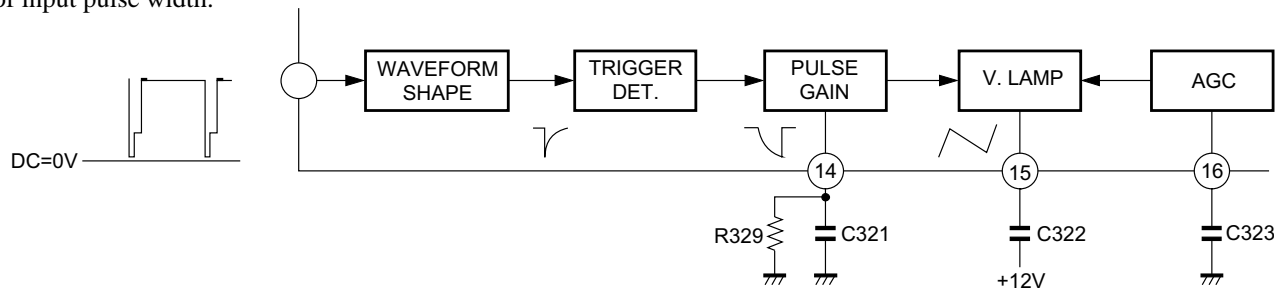 of input pulse width.
WAVEFORM
SHAPE
TRIGGER
DET.
PULSE
GAIN
V. LAMP
AGC
DC=0V
14
15
16
R329
C321
C322
C323
+12V